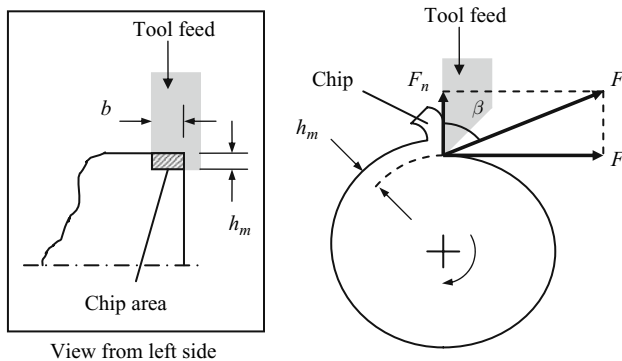 Tool feed
b
h_m
Chip area
View from left side
Tool feed
Chip
F_n
β
F
h_m
F